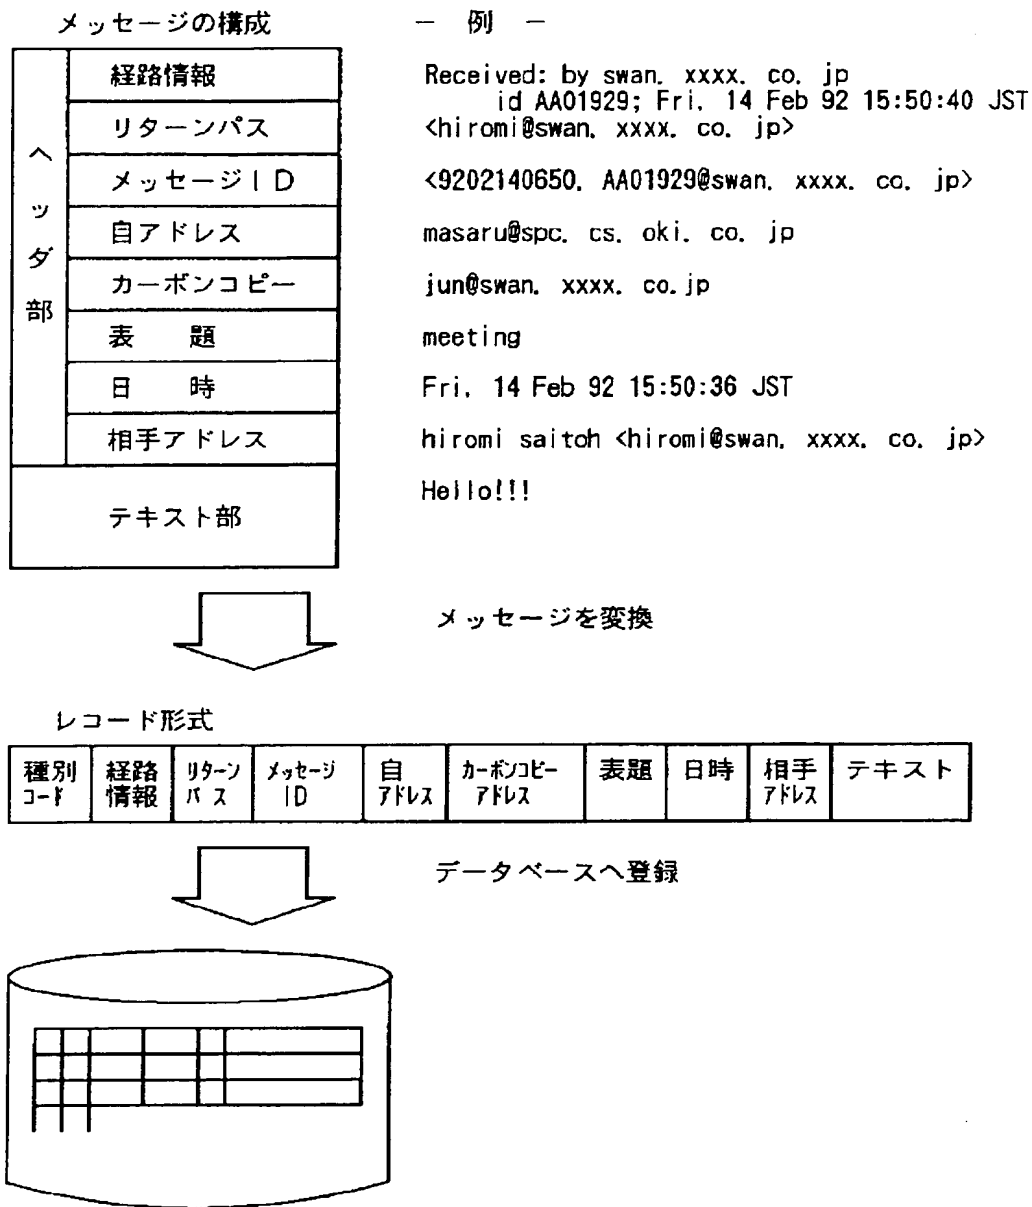 メッセージの構成
― 例 ―
経路情報
Received: by swan. xxxx. co. jp
id AA01929; Fri, 14 Feb 92 15:50:40 JST
リターンパス
<hiromi@swan. xxxx. co. jp>
メッセージID
<9202140650. AA01929@swan. xxxx. co. jp>
自アドレス
masaru@spc. cs. oki. co. jp
カーボンコピー
jun@swan. xxxx. co.jp
表 題
meeting
日 時
Fri, 14 Feb 92 15:50:36 JST
相手アドレス
hiromi saitoh <hiromi@swan. xxxx. co. jp>
ヘッダ部
テキスト部
Hello!!!
メッセージを変換
レコード形式
種別
コード
経路
情報
リターン
パス
メッセージ
ID
自
アドレス
カーボンコピー
アドレス
表題
日時
相手
アドレス
テキスト
データベースへ登録